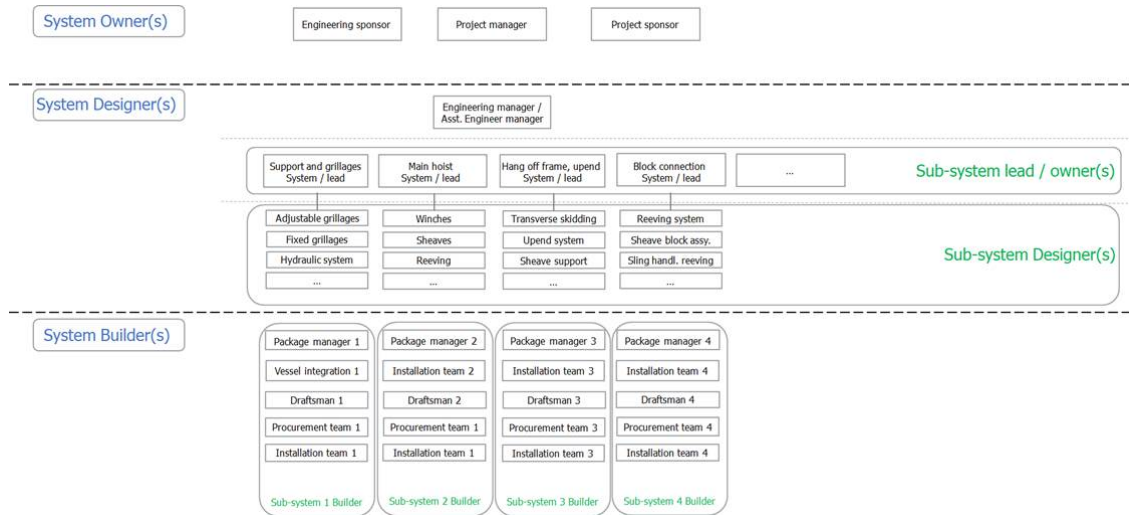 System Owner(s)
Engineering sponsor
Project manager
Project sponsor
System Designer(s)
Engineering manager /
Asst. Engineer manager
Support and grillages
System / lead
Main hoist
System / lead
Hang off frame, upend
System / lead
Block connection
System / lead
...
Sub-system lead / owner(s)
Adjustable grillages
Winches
Transverse skidding
Reeving system
Fixed grillages
Sheaves
Upend system
Sheave block assy.
Hydraulic system
Reeving
Sheave support
Sling handl. reeving
...
...
...
...
Sub-system Designer(s)
System Builder(s)
Package manager 1
Package manager 2
Package manager 3
Package manager 4
Vessel integration 1
Installation team 2
Installation team 3
Installation team 4
Draftsman 1
Draftsman 2
Draftsman 3
Draftsman 4
Procurement team 1
Procurement team 1
Procurement team 3
Procurement team 4
Installation team 1
Installation team 1
Installation team 3
Installation team 4
Sub-system 1 Builder
Sub-system 2 Builder
Sub-system 3 Builder
Sub-system 4 Builder